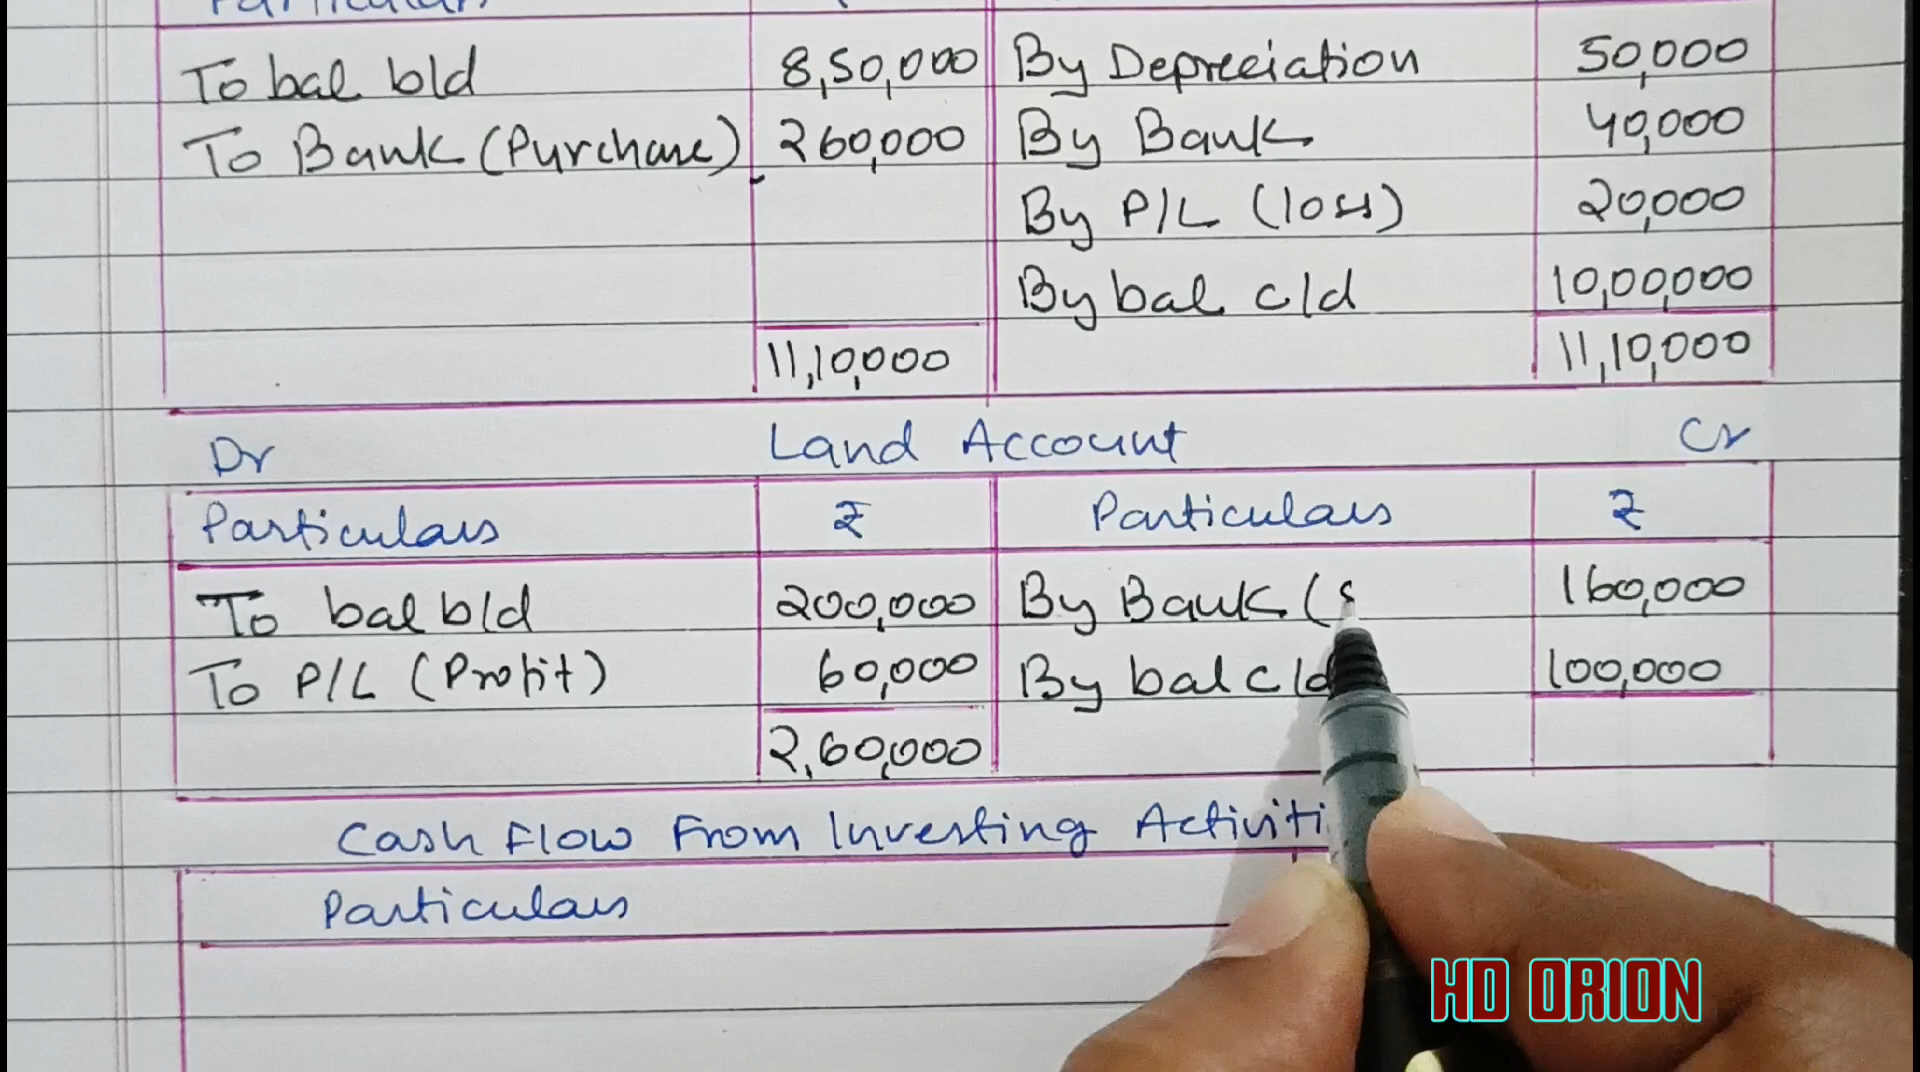 To bal b/d 8,50,000 By Depreciation 50,000
To Bank (Purchase) 260,000 By Bank 40,000
By P/L (loss) 20,000
By bal c/d 10,00,000
11,10,000 11,10,000
Dr Land Account Cr
Particulars ₹ Particulars ₹
To bal b/d 200,000 By Bank (s 160,000
To P/L (Profit) 60,000 By bal c/d 100,000
2,60,000
Cash Flow From Investing Activiti
Particulars
HD ORION